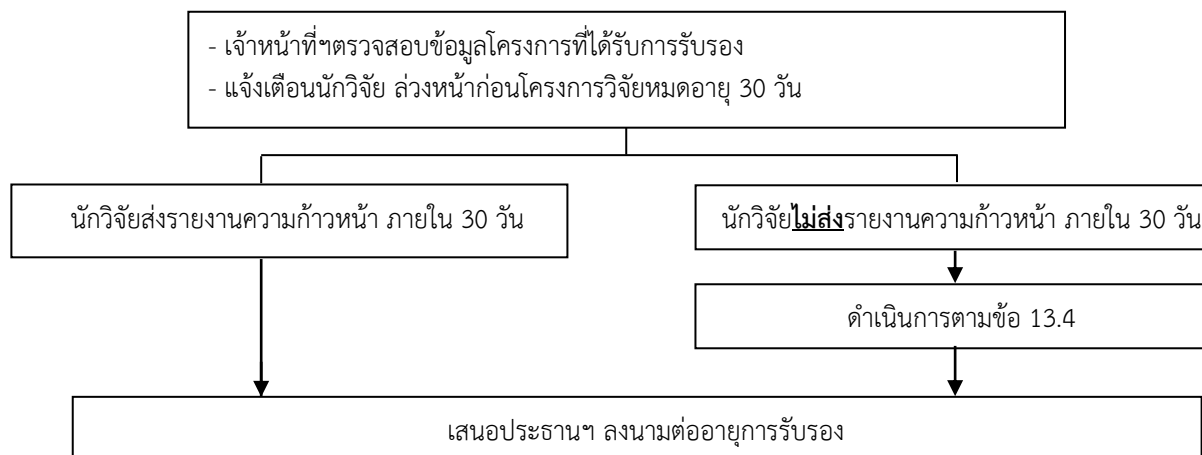 - เจ้าหน้าที่ฯตรวจสอบข้อมูลโครงการที่ได้รับการรับรอง
- แจ้งเตือนนักวิจัย ล่วงหน้าก่อนโครงการวิจัยหมดอายุ 30 วัน
นักวิจัยส่งรายงานความก้าวหน้า ภายใน 30 วัน
นักวิจัยไม่ส่งรายงานความก้าวหน้า ภายใน 30 วัน
ดำเนินการตามข้อ 13.4
เสนอประธานฯ ลงนามต่ออายุการรับรอง